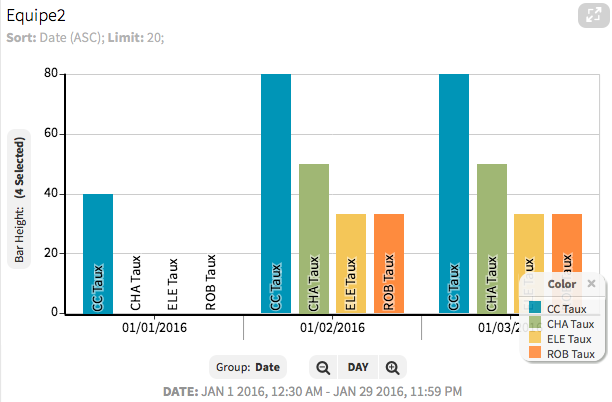 Equipe2
Sort: Date (ASC); Limit: 20;
80
60
40
20
0
Bar Height: (4 Selected)
CC Taux
CHA Taux
ELE Taux
ROB Taux
CC Taux
CHA Taux
ELE Taux
ROB Taux
CC Taux
CHA Taux
01/01/2016
01/02/2016
01/03/2
Color ×
CC Taux
CHA Taux
ELE Taux
ROB Taux
Group: Date
DAY
DATE: JAN 1 2016, 12:30 AM - JAN 29 2016, 11:59 PM